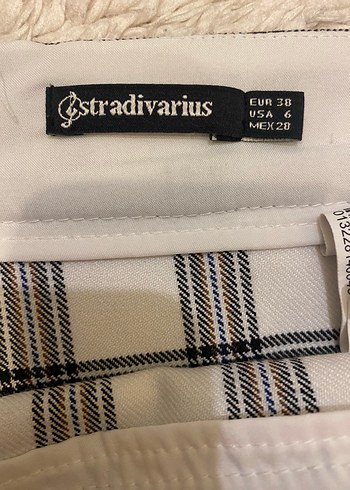 stradivarius
EUR 38
USA 6
MEX 28